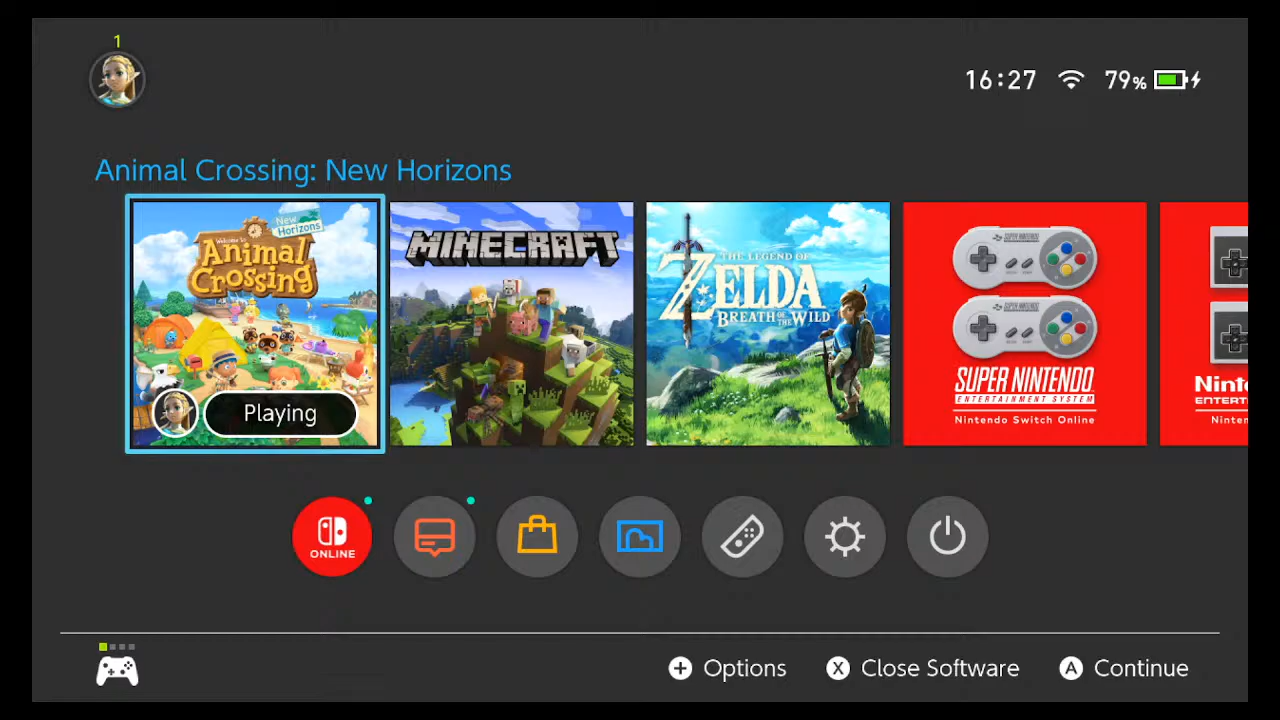 1
16:27
79%
Animal Crossing: New Horizons
New
Horizons
Welcome to
Animal
Crossing
Playing
MINECRAFT
THE LEGEND OF
ZELDA
BREATH OF THE WILD
SUPER NINTENDO
ENTERTAINMENT SYSTEM
Nintendo Switch Online
ONLINE
+ Options
X Close Software
A Continue